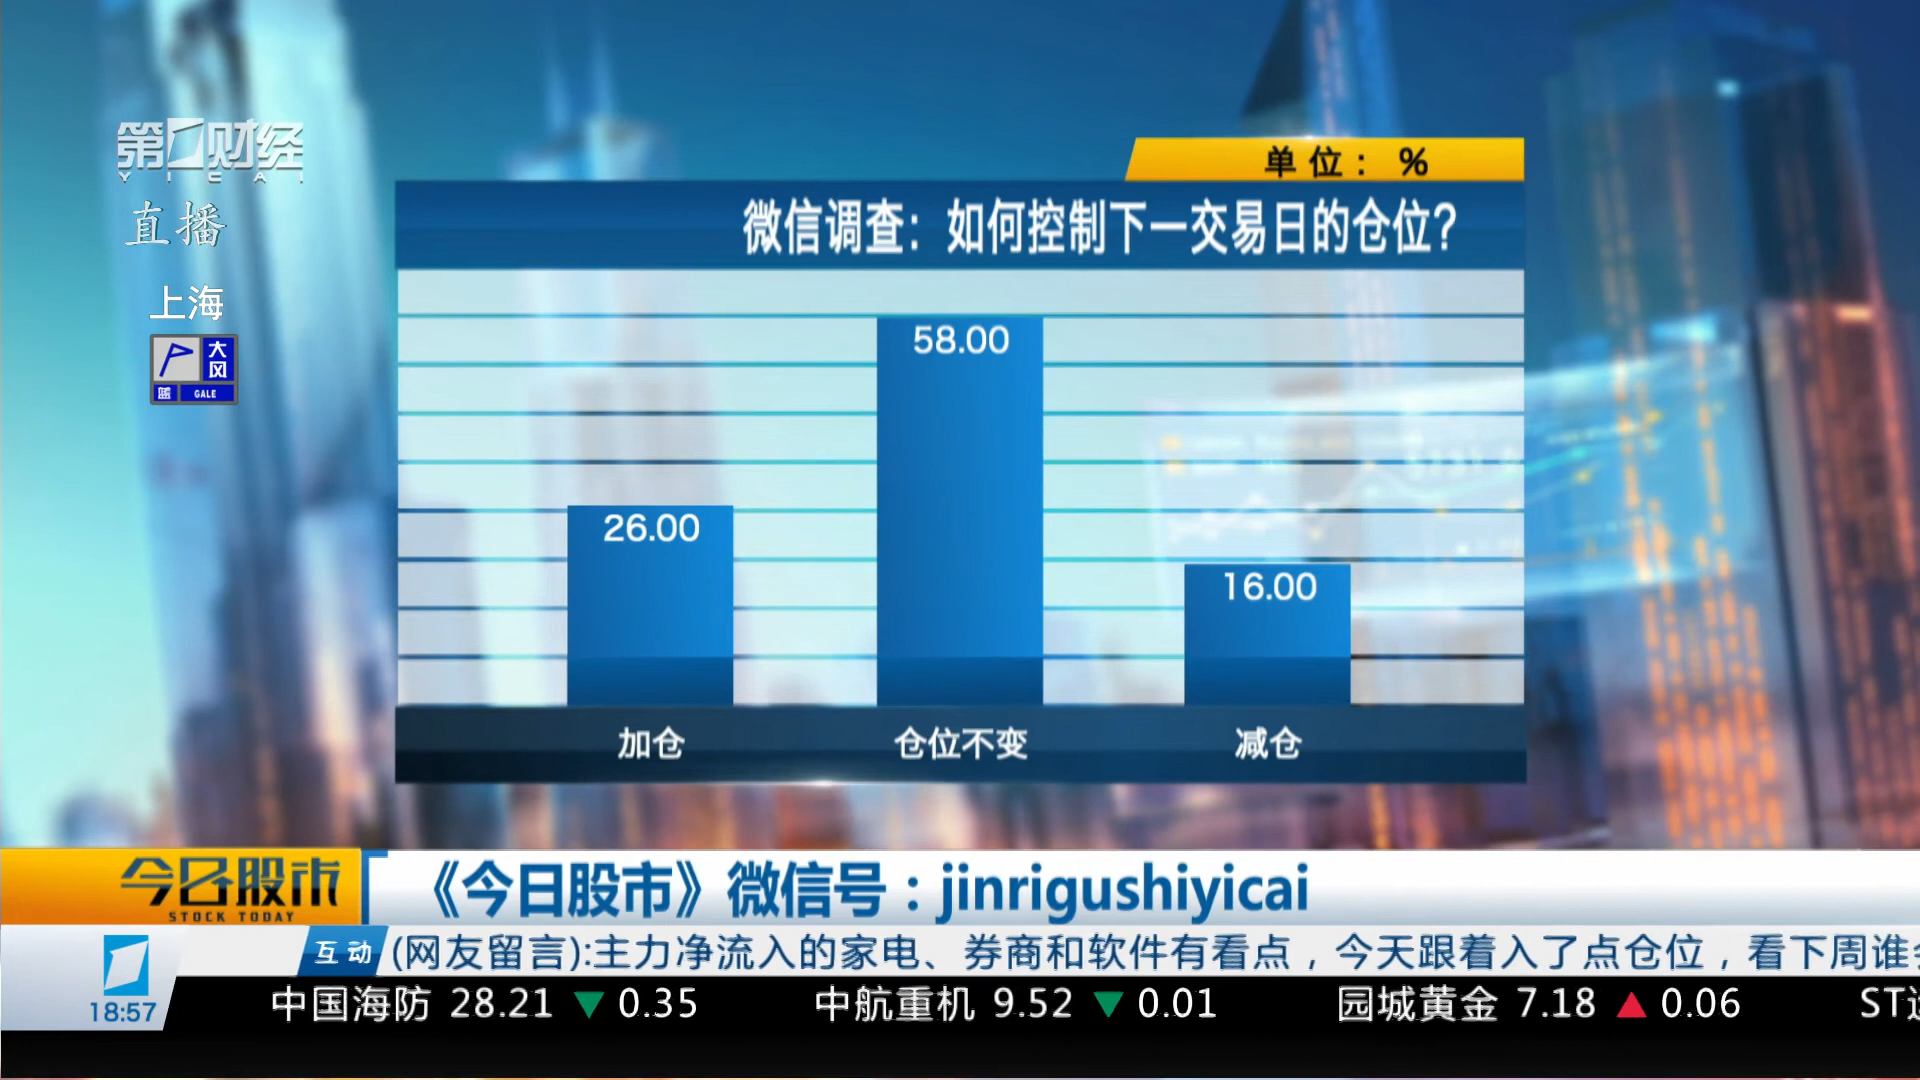 第一财经
YICAI
直播
上海
大风
蓝 GALE
单位：%
微信调查：如何控制下一交易日的仓位？
58.00
26.00
16.00
加仓 仓位不变 减仓
今日股市
STOCK TODAY
《今日股市》微信号：jinrigushiyicai
互动 (网友留言):主力净流入的家电、券商和软件有看点，今天跟着入了点仓位，看下周谁
18:57
中国海防 28.21 ▼ 0.35 中航重机 9.52 ▼ 0.01 园城黄金 7.18 ▲ 0.06 ST